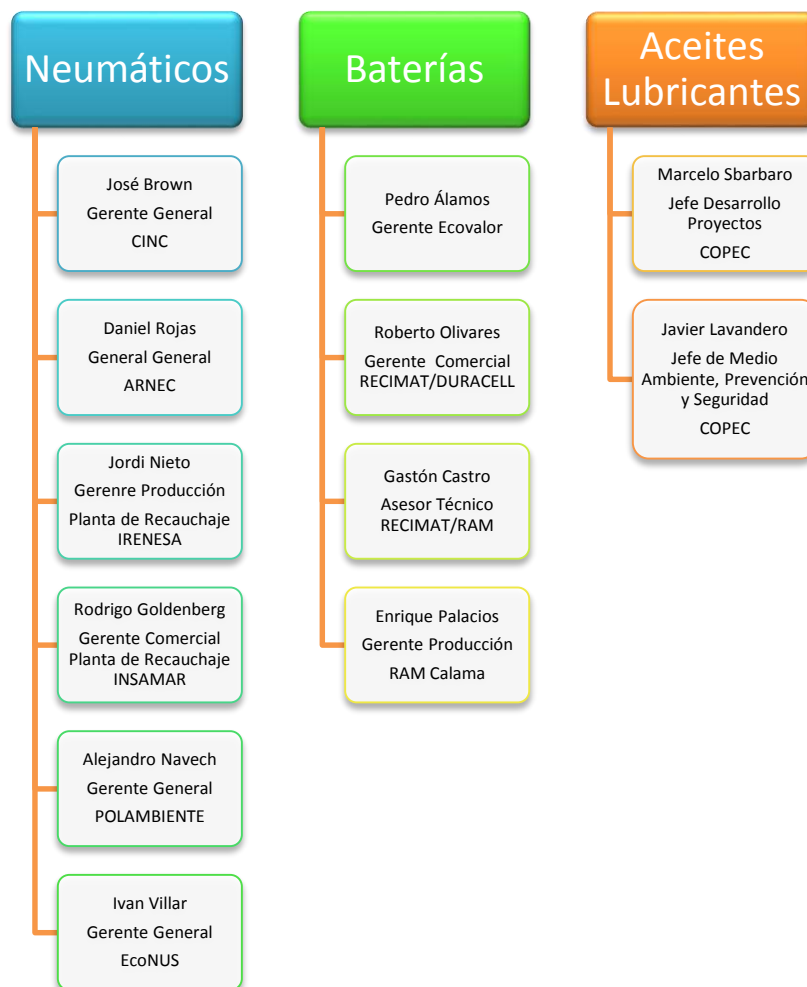 Neumáticos
José Brown
Gerente General
CINC
Daniel Rojas
General General
ARNEC
Jordi Nieto
Gerenre Producción
Planta de Recauchaje
IRENESA
Rodrigo Goldenberg
Gerente Comercial
Planta de Recauchaje
INSAMAR
Alejandro Navech
Gerente General
POLAMBIENTE
Ivan Villar
Gerente General
EcoNUS
Baterías
Pedro Álamos
Gerente Ecovalor
Roberto Olivares
Gerente Comercial
RECIMAT/DURACELL
Gastón Castro
Asesor Técnico
RECIMAT/RAM
Enrique Palacios
Gerente Producción
RAM Calama
Aceites
Lubricantes
Marcelo Sbarbaro
Jefe Desarrollo
Proyectos
COPEC
Javier Lavandero
Jefe de Medio
Ambiente, Prevención
y Seguridad
COPEC